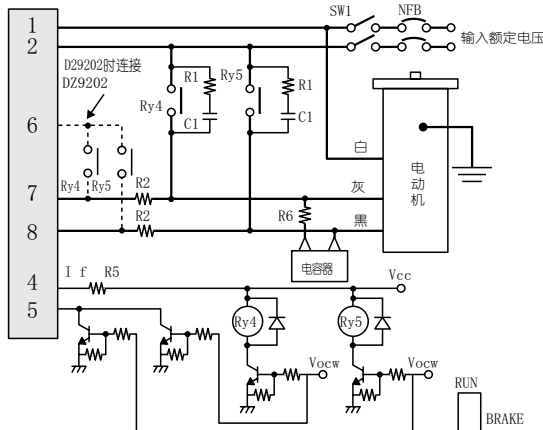 SW1 NFB
1
2
输入额定电压
D29202时连接
DZ9202
R1 Ry5 R1
Ry4
C1 C1
6
白
电动机
Ry4 Ry5 R2
7
灰
R2 R6
黑
8
电容器
4 If R5 Vcc
5
Ry4 Ry5
Vocw Vocw
RUN
BRAKE